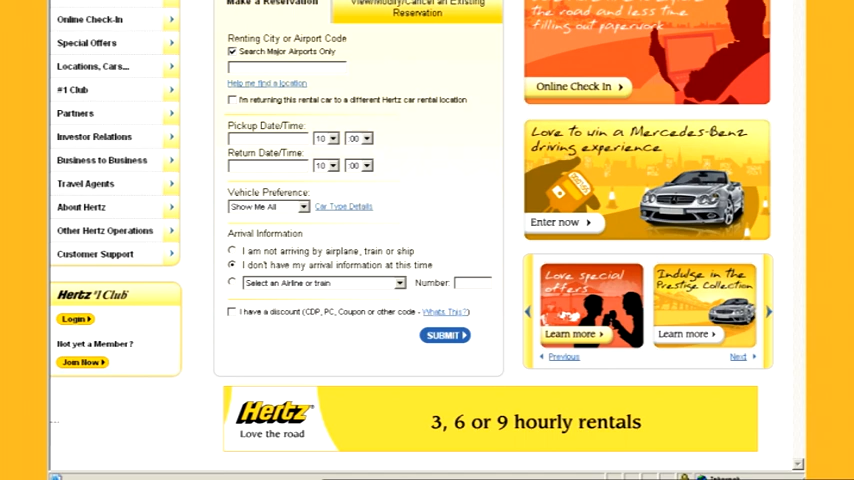 Make a Reservation
View/Modify/Cancel an Existing
Reservation
Online Check-In
Special Offers
Locations, Cars...
#1 Club
Partners
Investor Relations
Business to Business
Travel Agents
About Hertz
Other Hertz Operations
Customer Support
Hertz #1 Club
Login
Not yet a Member ?
Join Now
Renting City or Airport Code
Search Major Airports Only
Help me find a location
I'm returning this rental car to a different Hertz car rental location
Pickup Date/Time:
10 :00
Return Date/Time:
10 :00
Vehicle Preference:
Show Me All Car Type Details
Arrival Information
I am not arriving by airplane, train or ship
I don't have my arrival information at this time
Select an Airline or train Number:
I have a discount (CDP, PC, Coupon or other code - Whats This?)
SUBMIT
the road and less time
filling out paperwork
Online Check In
Love to win a Mercedes-Benz
driving experience
Enter now
Love special
offers
Learn more
Indulge in the
Prestige Collection
Learn more
Previous
Next
Hertz
Love the road
3, 6 or 9 hourly rentals